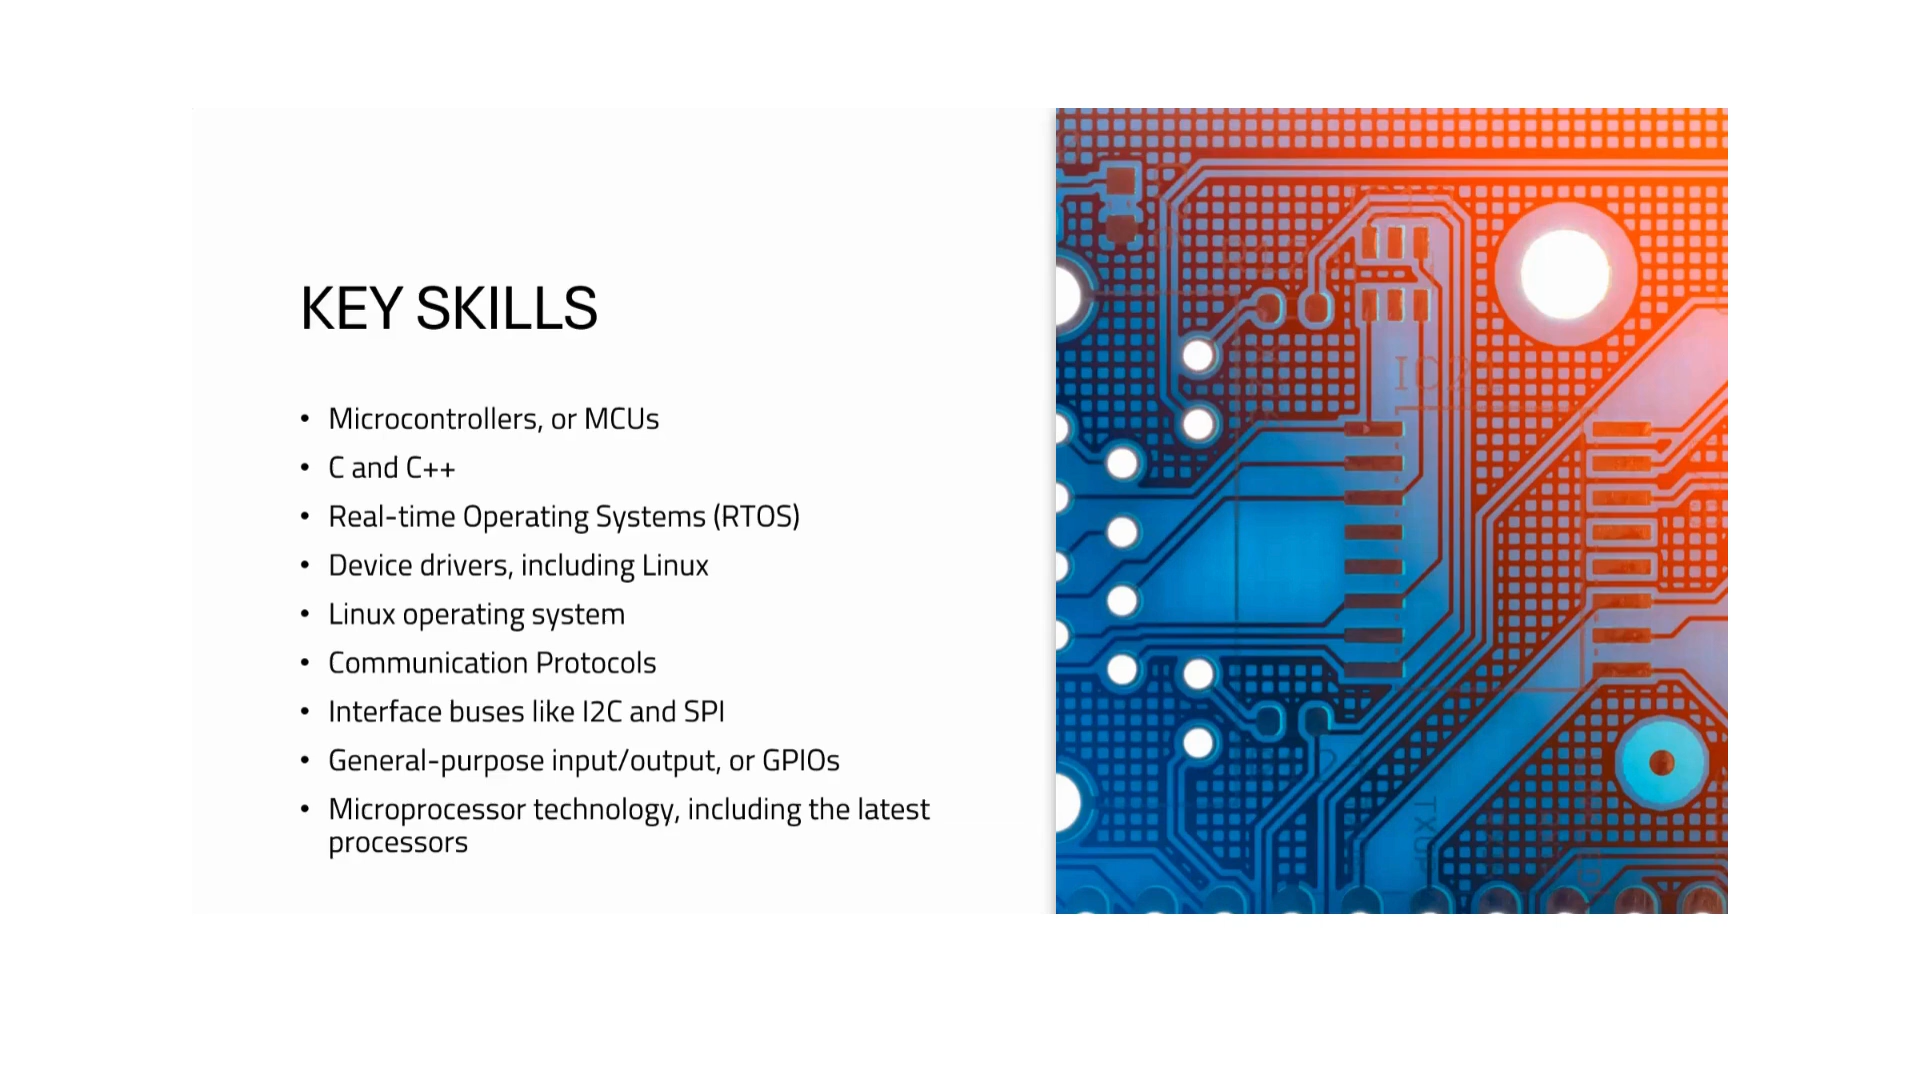 KEY SKILLS
• Microcontrollers, or MCUs
• C and C++
• Real-time Operating Systems (RTOS)
• Device drivers, including Linux
• Linux operating system
• Communication Protocols
• Interface buses like I2C and SPI
• General-purpose input/output, or GPIOs
• Microprocessor technology, including the latest
processors
IC21